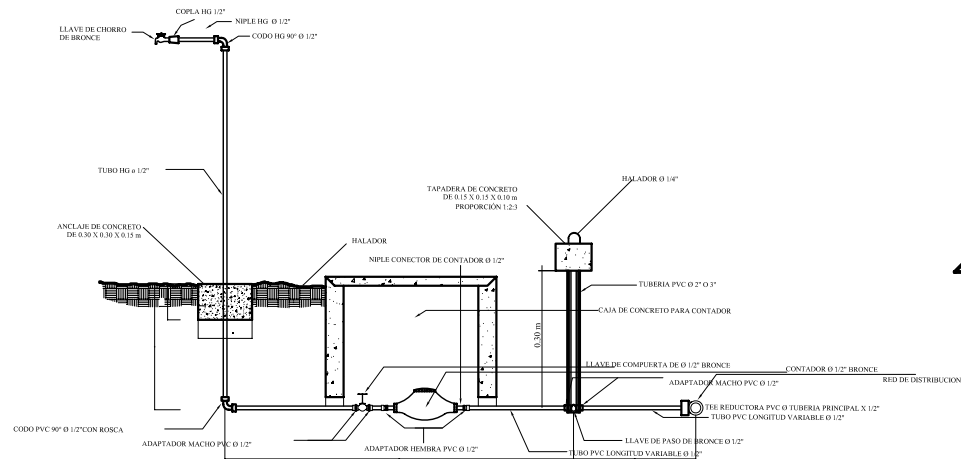 COPLA HG 1/2"
NIPLE HG Ø 1/2"
LLAVE DE CHORRO
DE BRONCE
CODO HG 90° Ø 1/2"
TUBO HG o 1/2"
HALADOR Ø 1/4"
TAPADERA DE CONCRETO
DE 0.15 X 0.15 X 0.10 m
PROPORCIÓN 1:2:3
ANCLAJE DE CONCRETO
DE 0.30 X 0.30 X 0.15 m
HALADOR
NIPLE CONECTOR DE CONTADOR Ø 1/2"
TUBERIA PVC Ø 2" O 3"
CAJA DE CONCRETO PARA CONTADOR
0.30 m
LLAVE DE COMPUERTA DE Ø 1/2" BRONCE
CONTADOR Ø 1/2" BRONCE
ADAPTADOR MACHO PVC Ø 1/2"
RED DE DISTRIBUCION
TEE REDUCTORA PVC Ø TUBERIA PRINCIPAL X 1/2"
TUBO PVC LONGITUD VARIABLE Ø 1/2"
CODO PVC 90° Ø 1/2"CON ROSCA
ADAPTADOR MACHO PVC Ø 1/2"
ADAPTADOR HEMBRA PVC Ø 1/2"
LLAVE DE PASO DE BRONCE Ø 1/2"
TUBO PVC LONGITUD VARIABLE Ø 1/2"